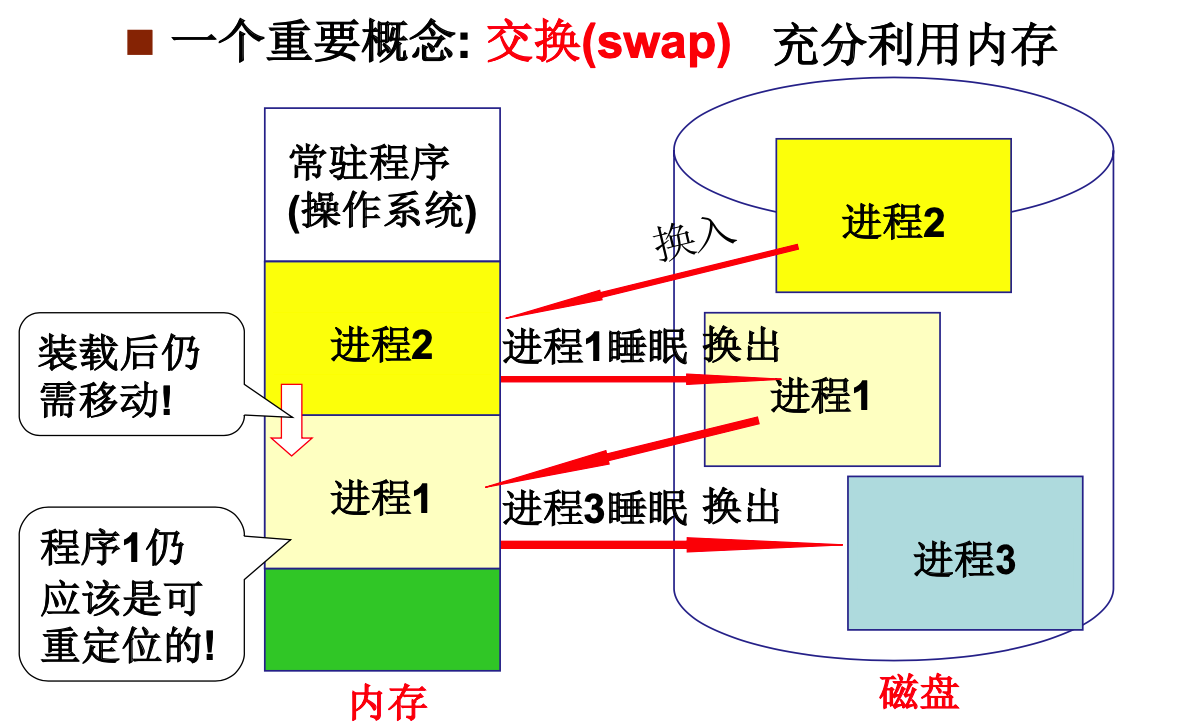 一个重要概念: 交换(swap) 充分利用内存
常驻程序
(操作系统)
进程2
换入
装载后仍
需移动!
进程2
进程1睡眠 换出
进程1
进程1
程序1仍
应该是可
重定位的!
进程3睡眠 换出
进程3
内存
磁盘